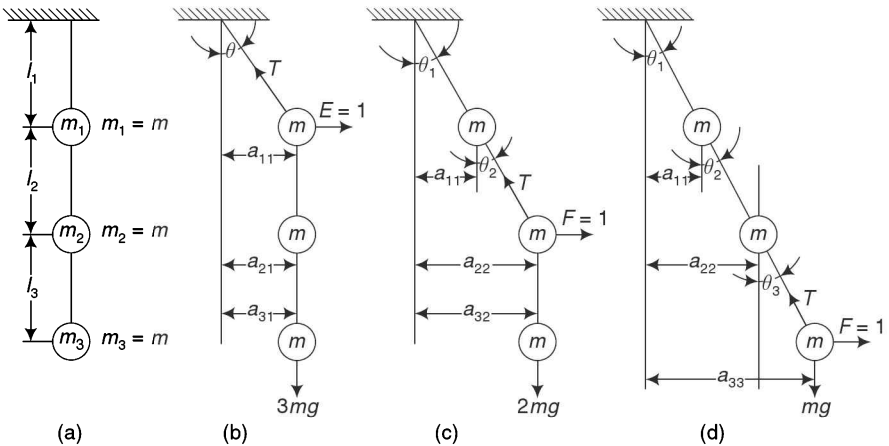 l₁
l₂
l₃
m₁ m₁ = m
m₂ m₂ = m
m₃ m₃ = m
(a)
θ
T
m E = 1
a₁₁
m
a₂₁
a₃₁
m
3mg
(b)
θ₁
m
θ₂
a₁₁
T
m F = 1
a₂₂
a₃₂
m
2mg
(c)
θ₁
m
θ₂
a₁₁
m
a₂₂
θ₃
T
m F = 1
a₃₃
mg
(d)